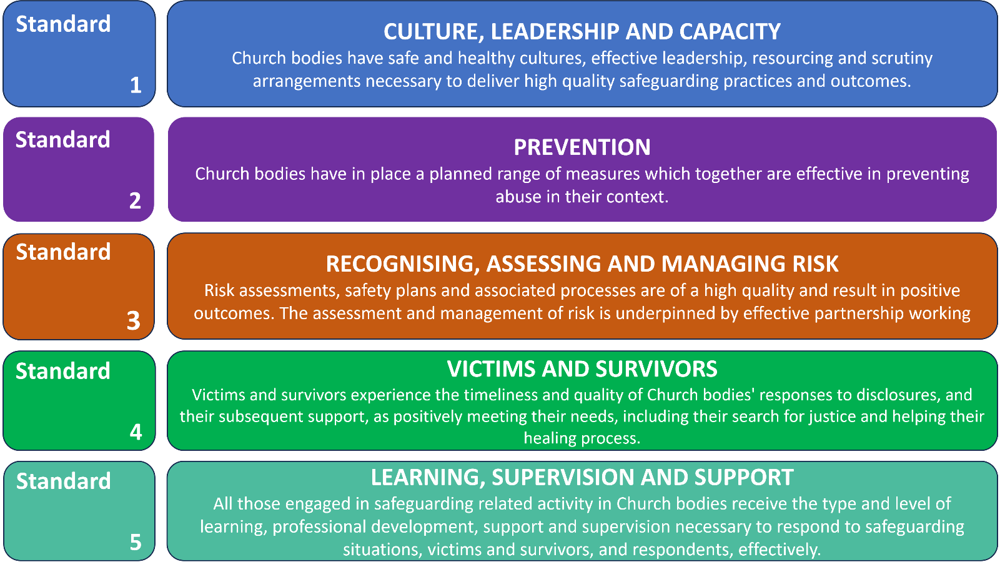 Standard
1
CULTURE, LEADERSHIP AND CAPACITY
Church bodies have safe and healthy cultures, effective leadership, resourcing and scrutiny
arrangements necessary to deliver high quality safeguarding practices and outcomes.
Standard
2
PREVENTION
Church bodies have in place a planned range of measures which together are effective in preventing
abuse in their context.
Standard
3
RECOGNISING, ASSESSING AND MANAGING RISK
Risk assessments, safety plans and associated processes are of a high quality and result in positive
outcomes. The assessment and management of risk is underpinned by effective partnership working
Standard
4
VICTIMS AND SURVIVORS
Victims and survivors experience the timeliness and quality of Church bodies' responses to disclosures, and
their subsequent support, as positively meeting their needs, including their search for justice and helping their
healing process.
Standard
5
LEARNING, SUPERVISION AND SUPPORT
All those engaged in safeguarding related activity in Church bodies receive the type and level of
learning, professional development, support and supervision necessary to respond to safeguarding
situations, victims and survivors, and respondents, effectively.